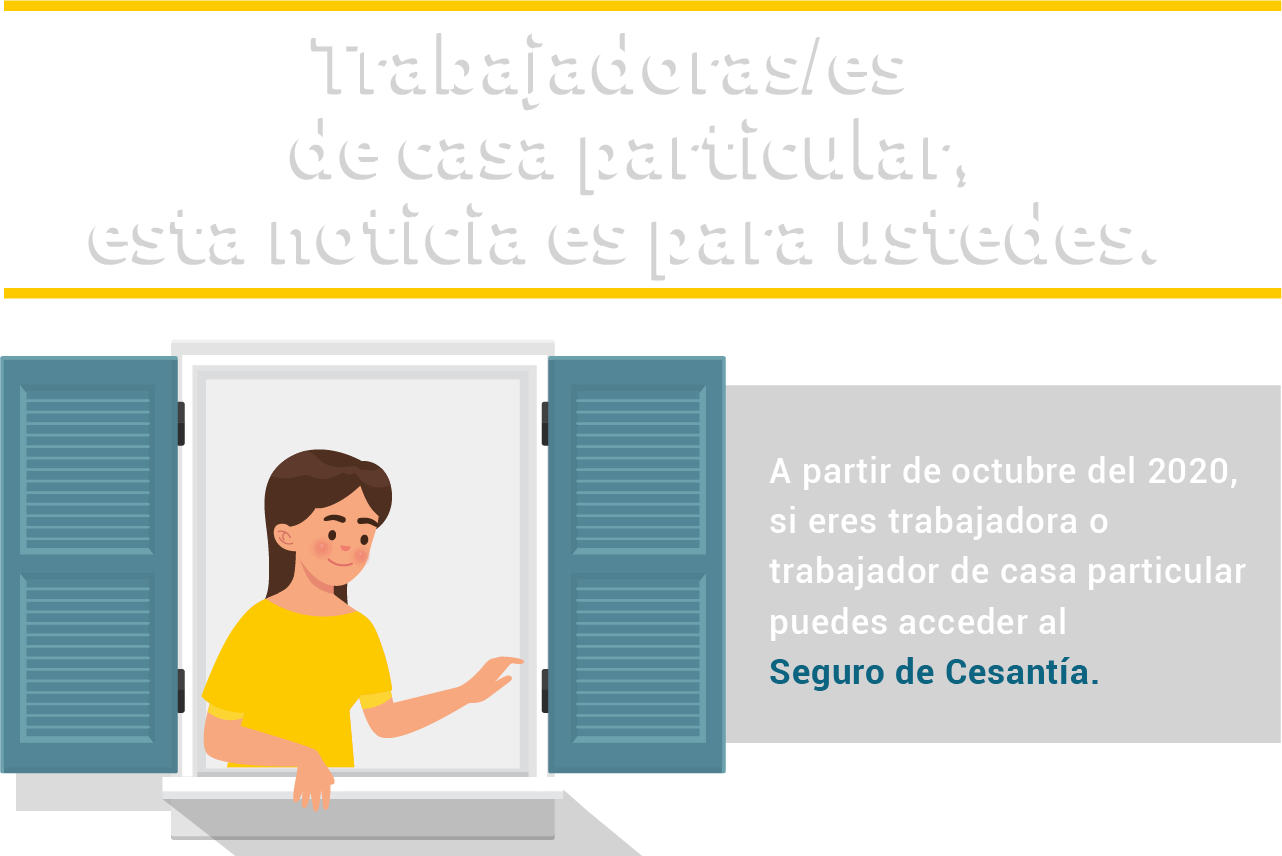 Trabajadoras/es
de casa particular,
esta noticia es para ustedes.
A partir de octubre del 2020,
si eres trabajadora o
trabajador de casa particular
puedes acceder al
Seguro de Cesantía.